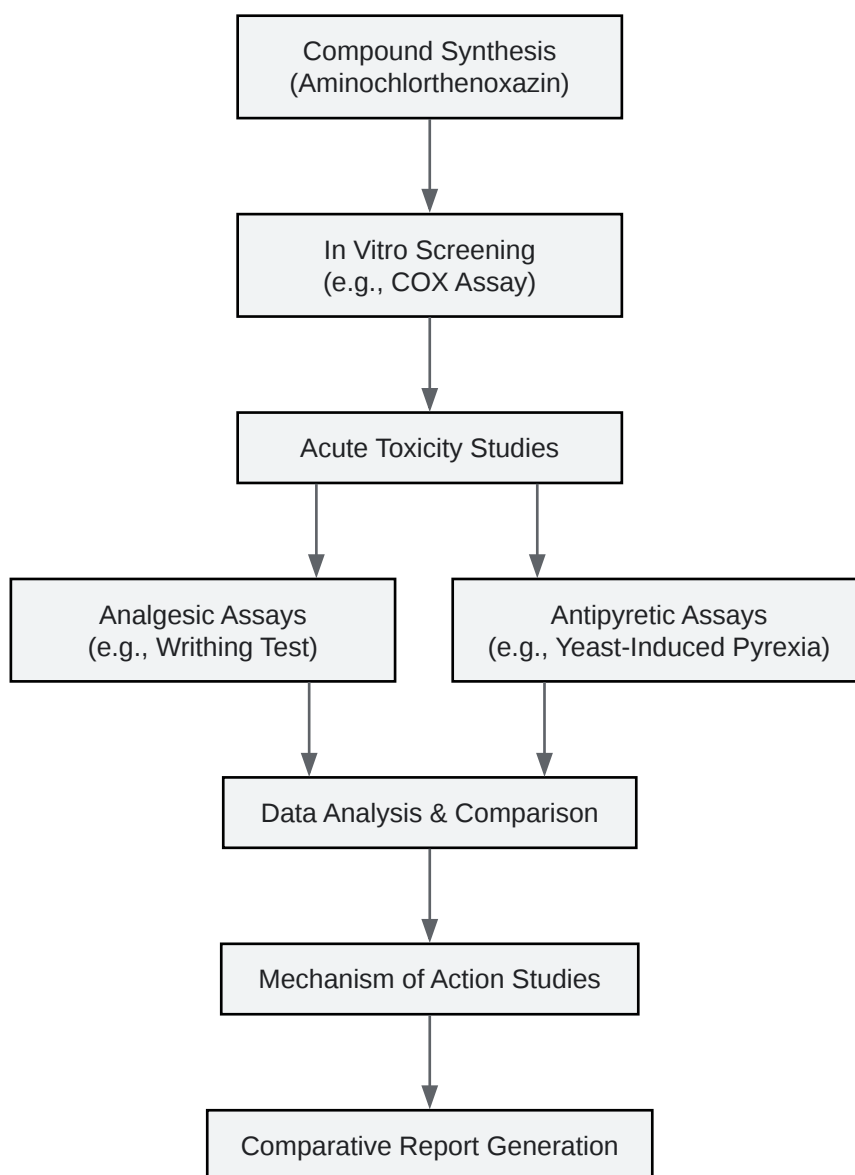 Compound Synthesis
(Aminochlorthenoxazin)
In Vitro Screening
(e.g., COX Assay)
Acute Toxicity Studies
Analgesic Assays
(e.g., Writhing Test)
Antipyretic Assays
(e.g., Yeast-Induced Pyrexia)
Data Analysis & Comparison
Mechanism of Action Studies
Comparative Report Generation